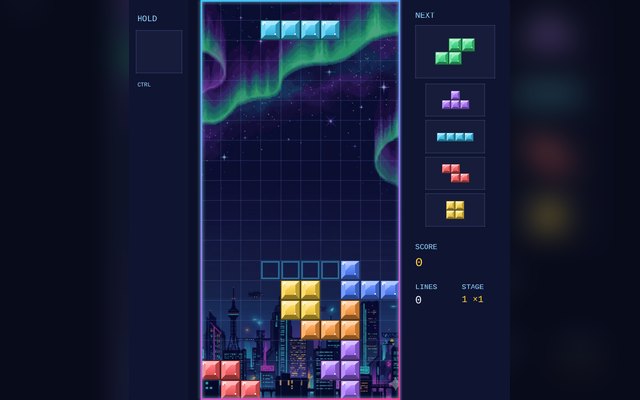 HOLD
CTRL
NEXT
SCORE
0
LINES
0
STAGE
1 ×1